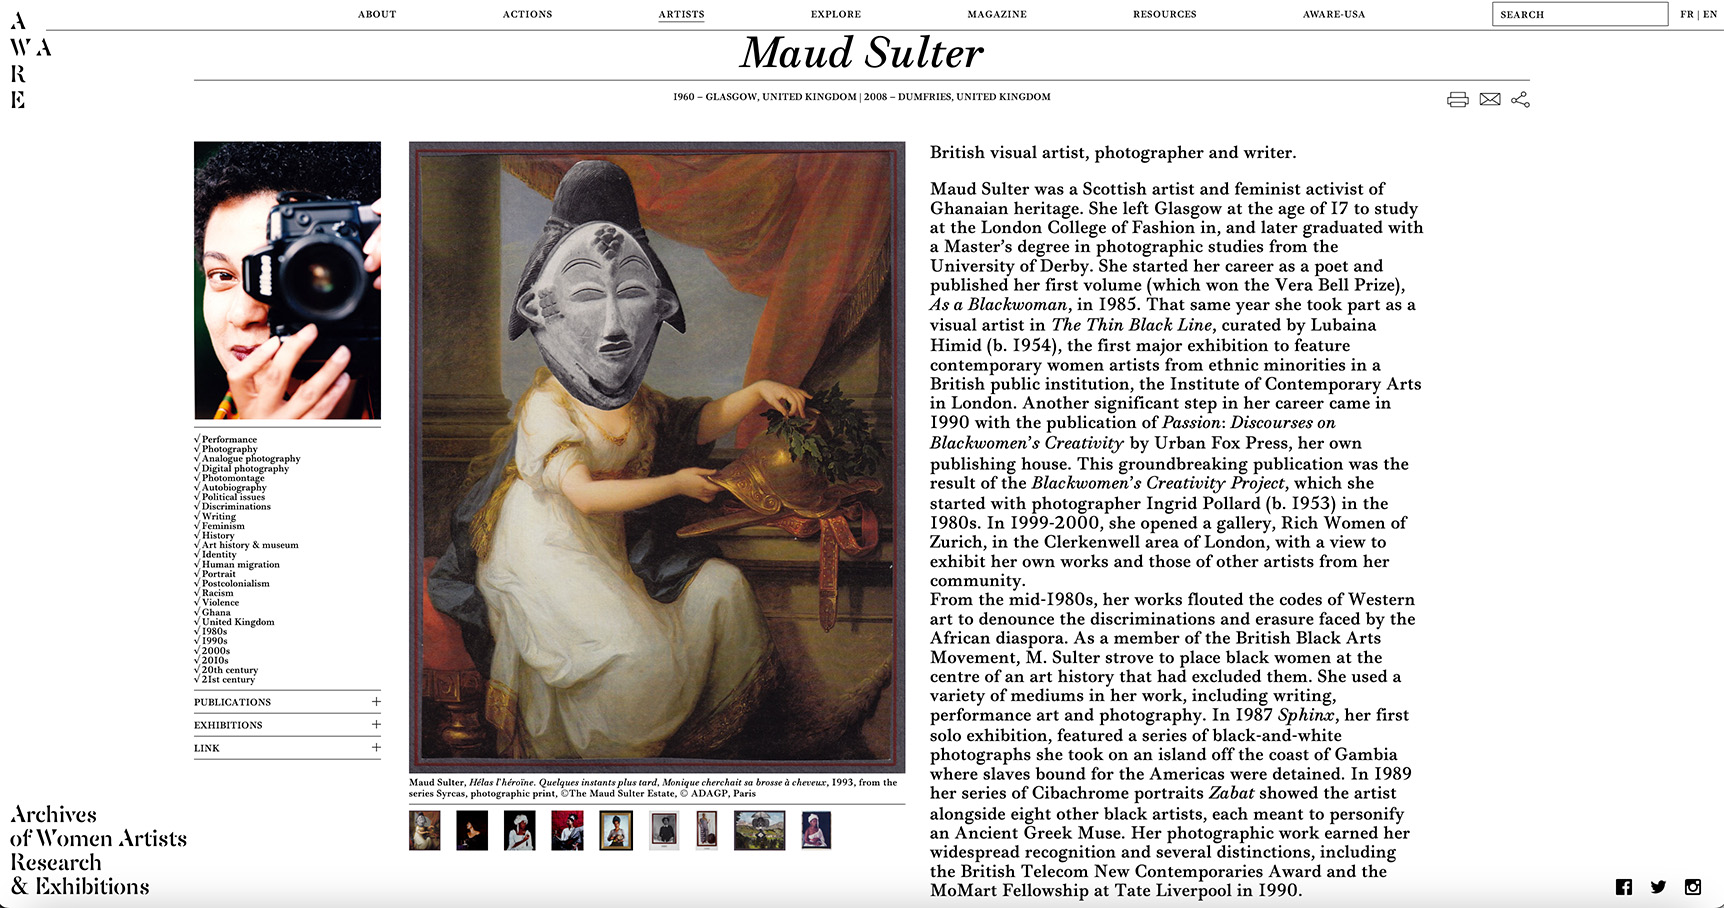 A
W A
R
E
ABOUT
ACTIONS
ARTISTS
EXPLORE
MAGAZINE
RESOURCES
AWARE-USA
SEARCH
FR | EN
Maud Sulter
1960 – GLASGOW, UNITED KINGDOM | 2008 – DUMFRIES, UNITED KINGDOM
√ Performance
√ Photography
√ Analogue photography
√ Digital photography
√ Photomontage
√ Autobiography
√ Political issues
√ Discriminations
√ Writing
√ Feminism
√ History
√ Art history & museum
√ Identity
√ Human migration
√ Portrait
√ Postcolonialism
√ Racism
√ Violence
√ Ghana
√ United Kingdom
√ 1980s
√ 1990s
√ 2000s
√ 2010s
√ 20th century
√ 21st century
PUBLICATIONS +
EXHIBITIONS +
LINK +
Maud Sulter, Hélas l'héroïne. Quelques instants plus tard, Monique cherchait sa brosse à cheveux, 1993, from the
series Syrcas, photographic print, ©The Maud Sulter Estate, © ADAGP, Paris
British visual artist, photographer and writer.
Maud Sulter was a Scottish artist and feminist activist of
Ghanaian heritage. She left Glasgow at the age of 17 to study
at the London College of Fashion in, and later graduated with
a Master's degree in photographic studies from the
University of Derby. She started her career as a poet and
published her first volume (which won the Vera Bell Prize),
As a Blackwoman, in 1985. That same year she took part as a
visual artist in The Thin Black Line, curated by Lubaina
Himid (b. 1954), the first major exhibition to feature
contemporary women artists from ethnic minorities in a
British public institution, the Institute of Contemporary Arts
in London. Another significant step in her career came in
1990 with the publication of Passion: Discourses on
Blackwomen's Creativity by Urban Fox Press, her own
publishing house. This groundbreaking publication was the
result of the Blackwomen's Creativity Project, which she
started with photographer Ingrid Pollard (b. 1953) in the
1980s. In 1999-2000, she opened a gallery, Rich Women of
Zurich, in the Clerkenwell area of London, with a view to
exhibit her own works and those of other artists from her
community.
From the mid-1980s, her works flouted the codes of Western
art to denounce the discriminations and erasure faced by the
African diaspora. As a member of the British Black Arts
Movement, M. Sulter strove to place black women at the
centre of an art history that had excluded them. She used a
variety of mediums in her work, including writing,
performance art and photography. In 1987 Sphinx, her first
solo exhibition, featured a series of black-and-white
photographs she took on an island off the coast of Gambia
where slaves bound for the Americas were detained. In 1989
her series of Cibachrome portraits Zabat showed the artist
alongside eight other black artists, each meant to personify
an Ancient Greek Muse. Her photographic work earned her
widespread recognition and several distinctions, including
the British Telecom New Contemporaries Award and the
MoMart Fellowship at Tate Liverpool in 1990.
Archives
of Women Artists
Research
& Exhibitions